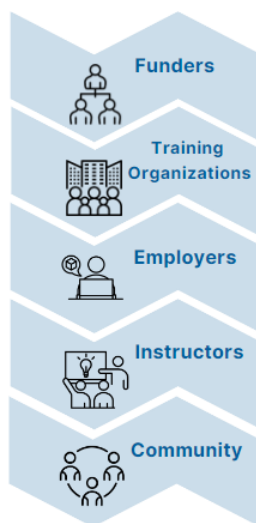 Funders
Training
Organizations
Employers
Instructors
Community